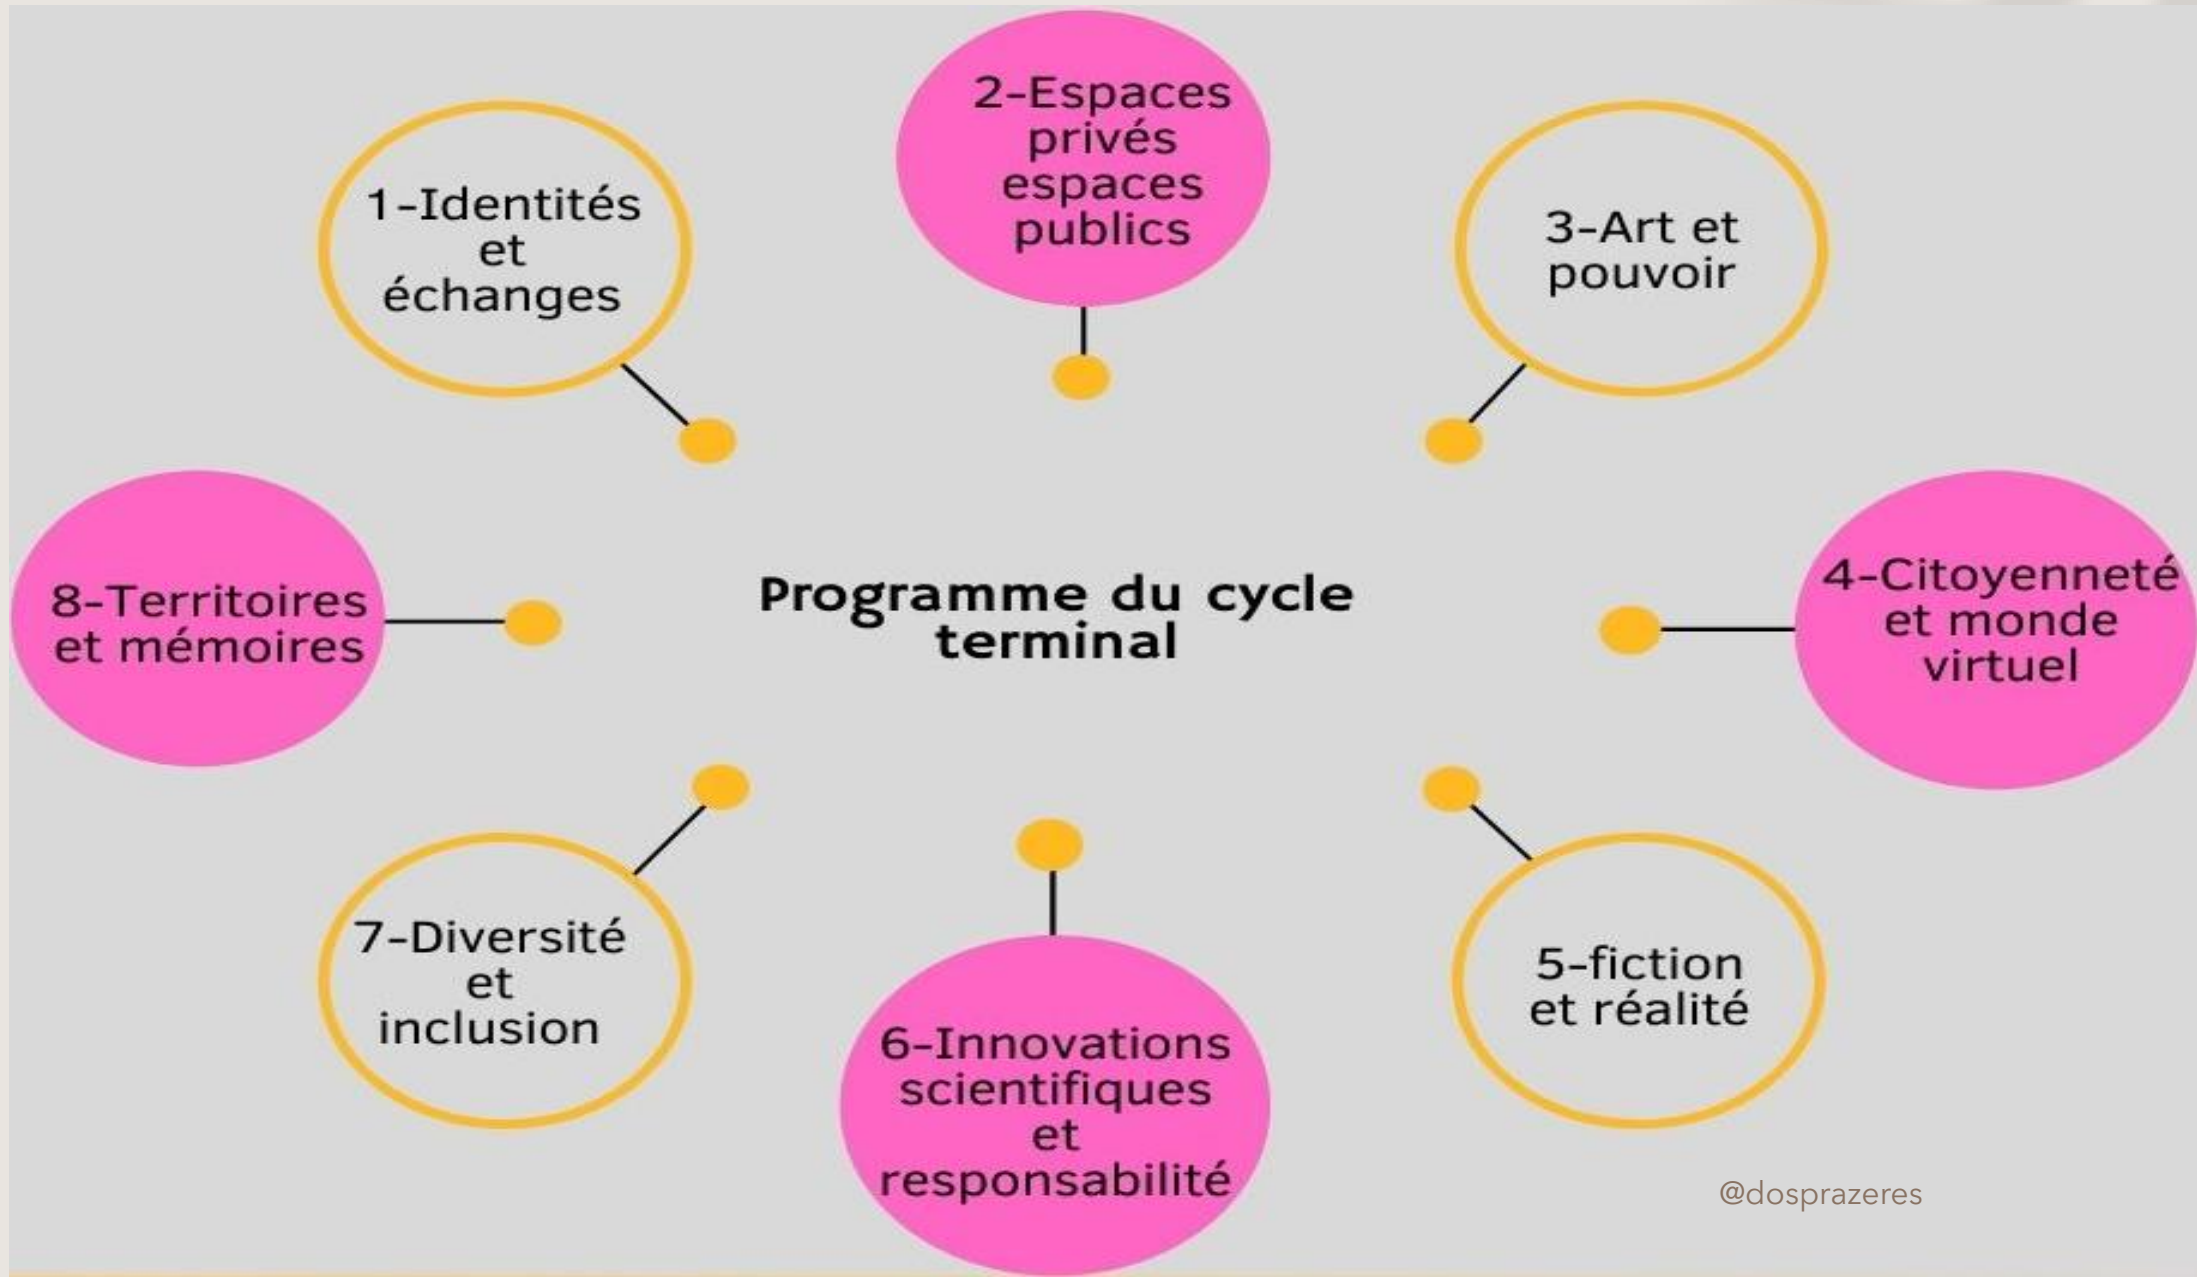 1-Identités
et
échanges
2-Espaces
privés
espaces
publics
3-Art et
pouvoir
4-Citoyenneté
et monde
virtuel
5-fiction
et réalité
6-Innovations
scientifiques
et
responsabilité
7-Diversité
et
inclusion
8-Territoires
et mémoires
Programme du cycle
terminal
@dosprazeres